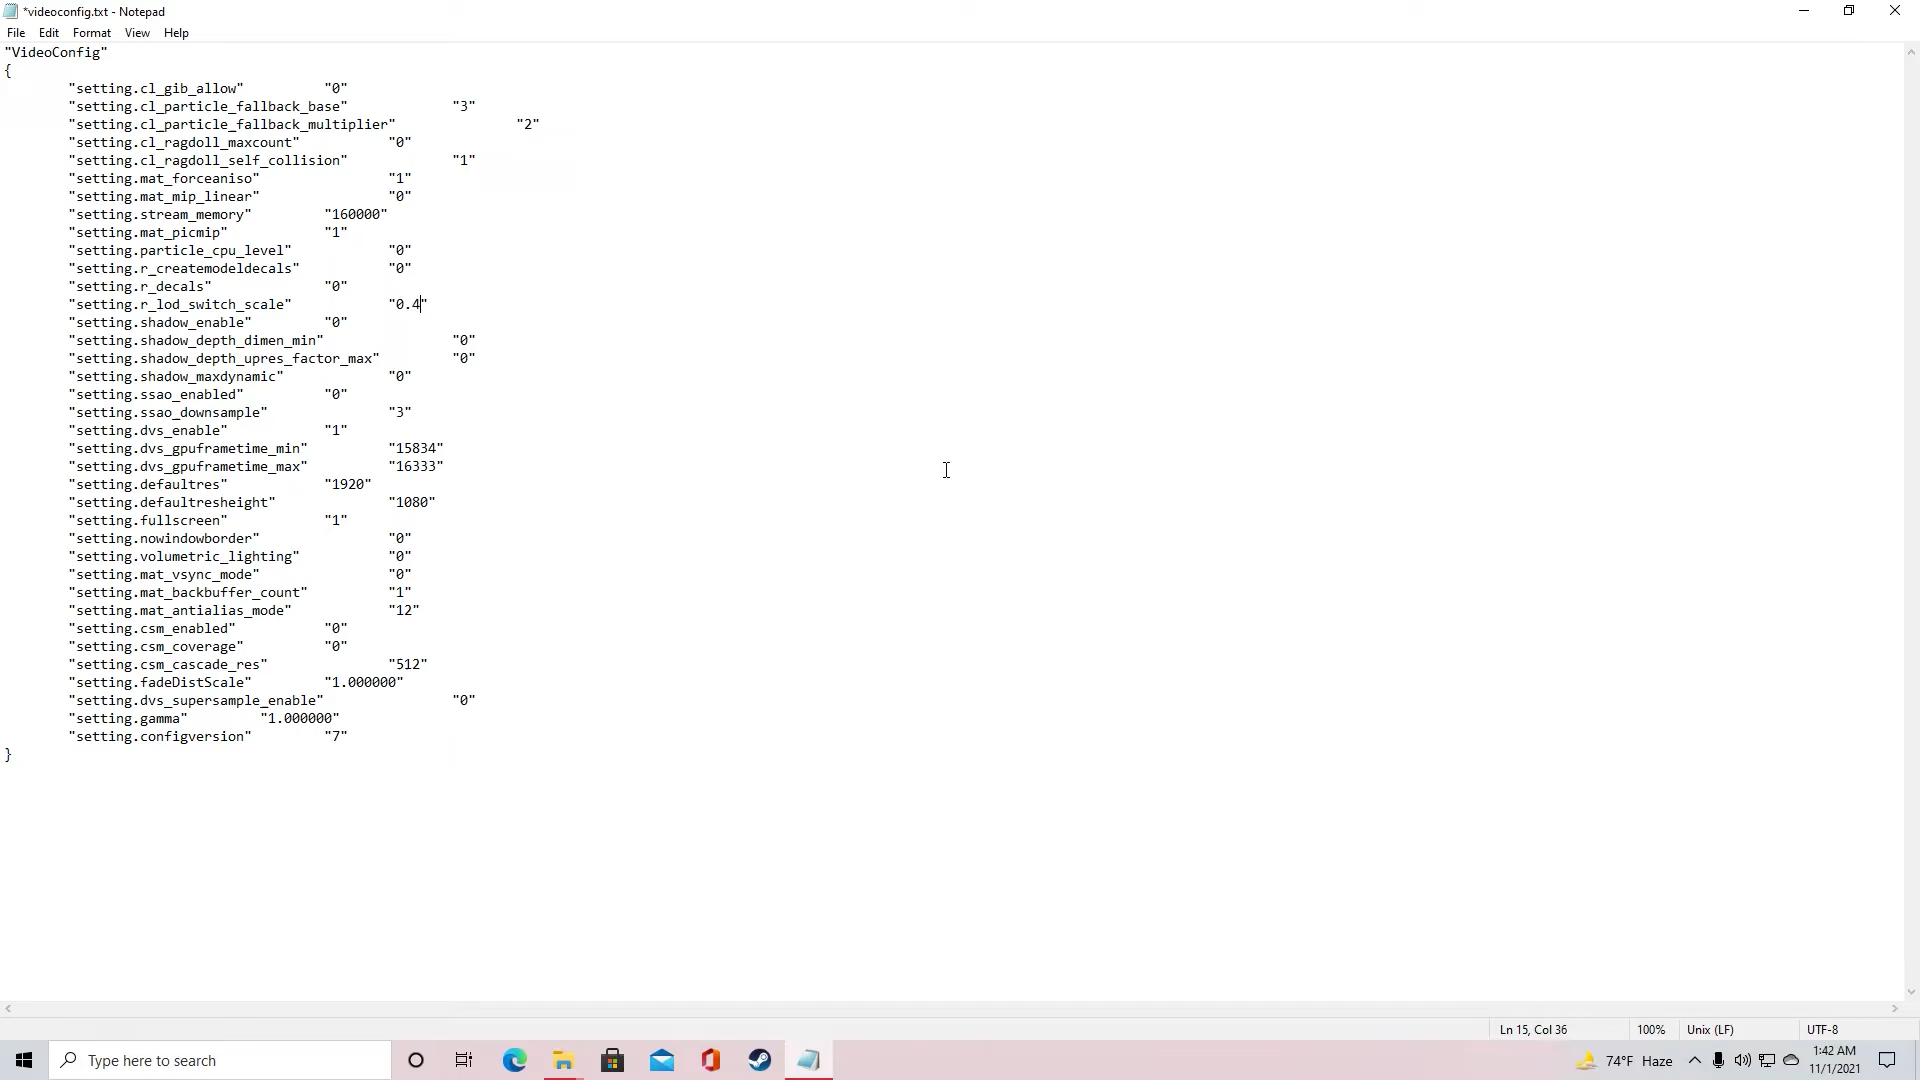 *videoconfig.txt - Notepad
File Edit Format View Help
"VideoConfig"
{
"setting.cl_gib_allow" "0"
"setting.cl_particle_fallback_base" "3"
"setting.cl_particle_fallback_multiplier" "2"
"setting.cl_ragdoll_maxcount" "0"
"setting.cl_ragdoll_self_collision" "1"
"setting.mat_forceaniso" "1"
"setting.mat_mip_linear" "0"
"setting.stream_memory" "160000"
"setting.mat_picmip" "1"
"setting.particle_cpu_level" "0"
"setting.r_createmodeldecals" "0"
"setting.r_decals" "0"
"setting.r_lod_switch_scale" "0.4"
"setting.shadow_enable" "0"
"setting.shadow_depth_dimen_min" "0"
"setting.shadow_depth_upres_factor_max" "0"
"setting.shadow_maxdynamic" "0"
"setting.ssao_enabled" "0"
"setting.ssao_downsample" "3"
"setting.dvs_enable" "1"
"setting.dvs_gpuframetime_min" "15834"
"setting.dvs_gpuframetime_max" "16333"
"setting.defaultres" "1920"
"setting.defaultresheight" "1080"
"setting.fullscreen" "1"
"setting.nowindowborder" "0"
"setting.volumetric_lighting" "0"
"setting.mat_vsync_mode" "0"
"setting.mat_backbuffer_count" "1"
"setting.mat_antialias_mode" "12"
"setting.csm_enabled" "0"
"setting.csm_coverage" "0"
"setting.csm_cascade_res" "512"
"setting.fadeDistScale" "1.000000"
"setting.dvs_supersample_enable" "0"
"setting.gamma" "1.000000"
"setting.configversion" "7"
}
Ln 15, Col 36 100% Unix (LF) UTF-8
Type here to search 74°F Haze 1:42 AM
11/1/2021